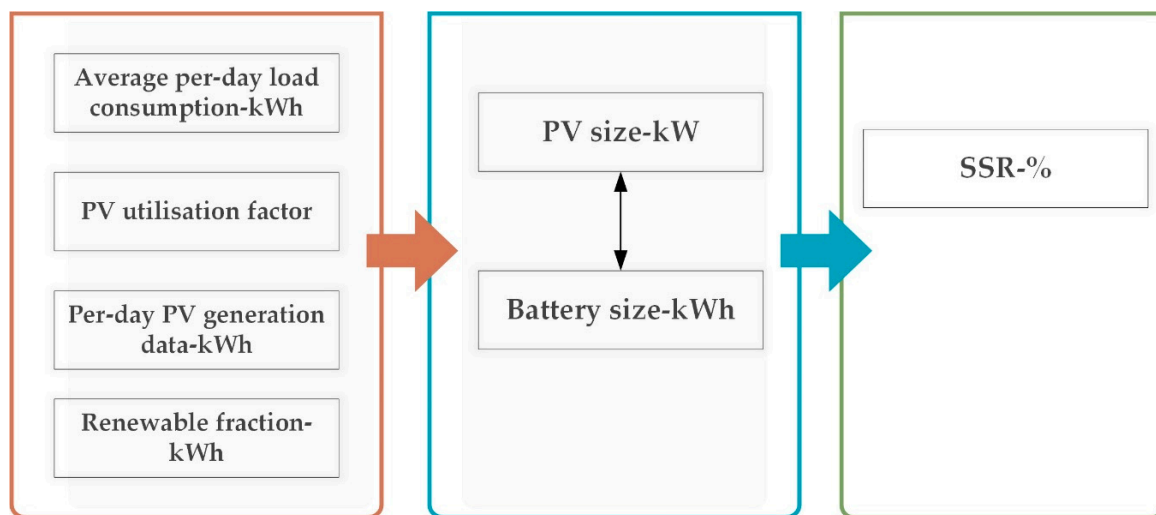 Average per-day load
consumption-kWh
PV utilisation factor
Per-day PV generation
data-kWh
Renewable fraction-
kWh
PV size-kW
Battery size-kWh
SSR-%